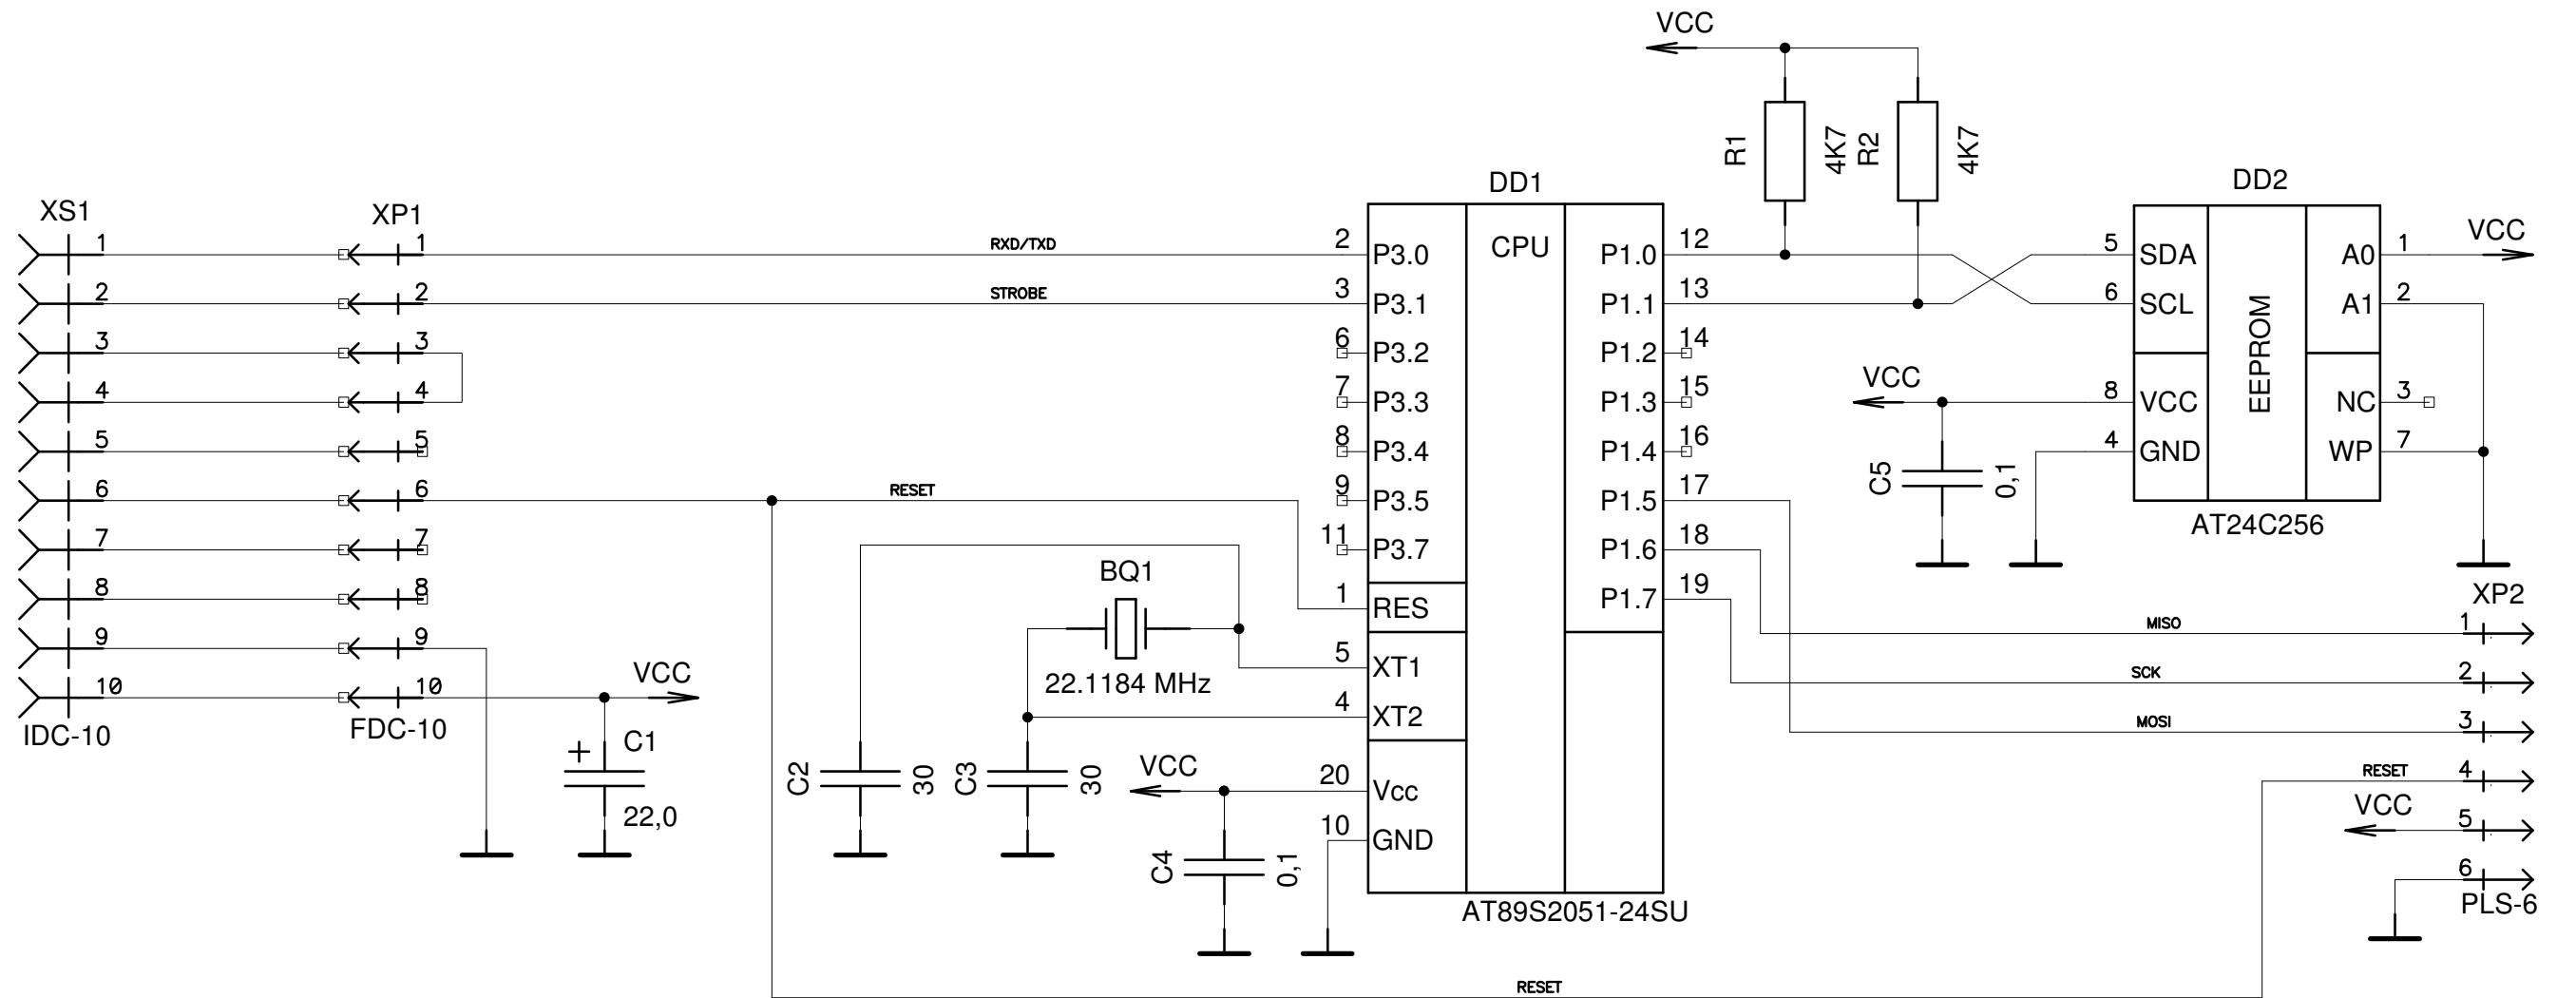 VCC
R1
4K7
R2
4K7
DD1
DD2
XS1
XP1
1
2
3
4
5
6
7
8
9
10
IDC-10
1
2
3
4
5
6
7
8
9
10
FDC-10
RXD/TXD
STROBE
RESET
VCC
+
C1
22,0
BQ1
22.1184 MHz
C2
30
C3
30
VCC
C4
0,1
2 P3.0
3 P3.1
6 P3.2
7 P3.3
8 P3.4
9 P3.5
11 P3.7
1 RES
5 XT1
4 XT2
20 Vcc
10 GND
CPU
P1.0 12
P1.1 13
P1.2 14
P1.3 15
P1.4 16
P1.5 17
P1.6 18
P1.7 19
AT89S2051-24SU
5 SDA
6 SCL
8 VCC
4 GND
EEPROM
A0 1
A1 2
NC 3
WP 7
AT24C256
VCC
VCC
C5
0,1
XP2
MISO 1
SCK 2
MOSI 3
RESET 4
VCC 5
6
PLS-6
RESET